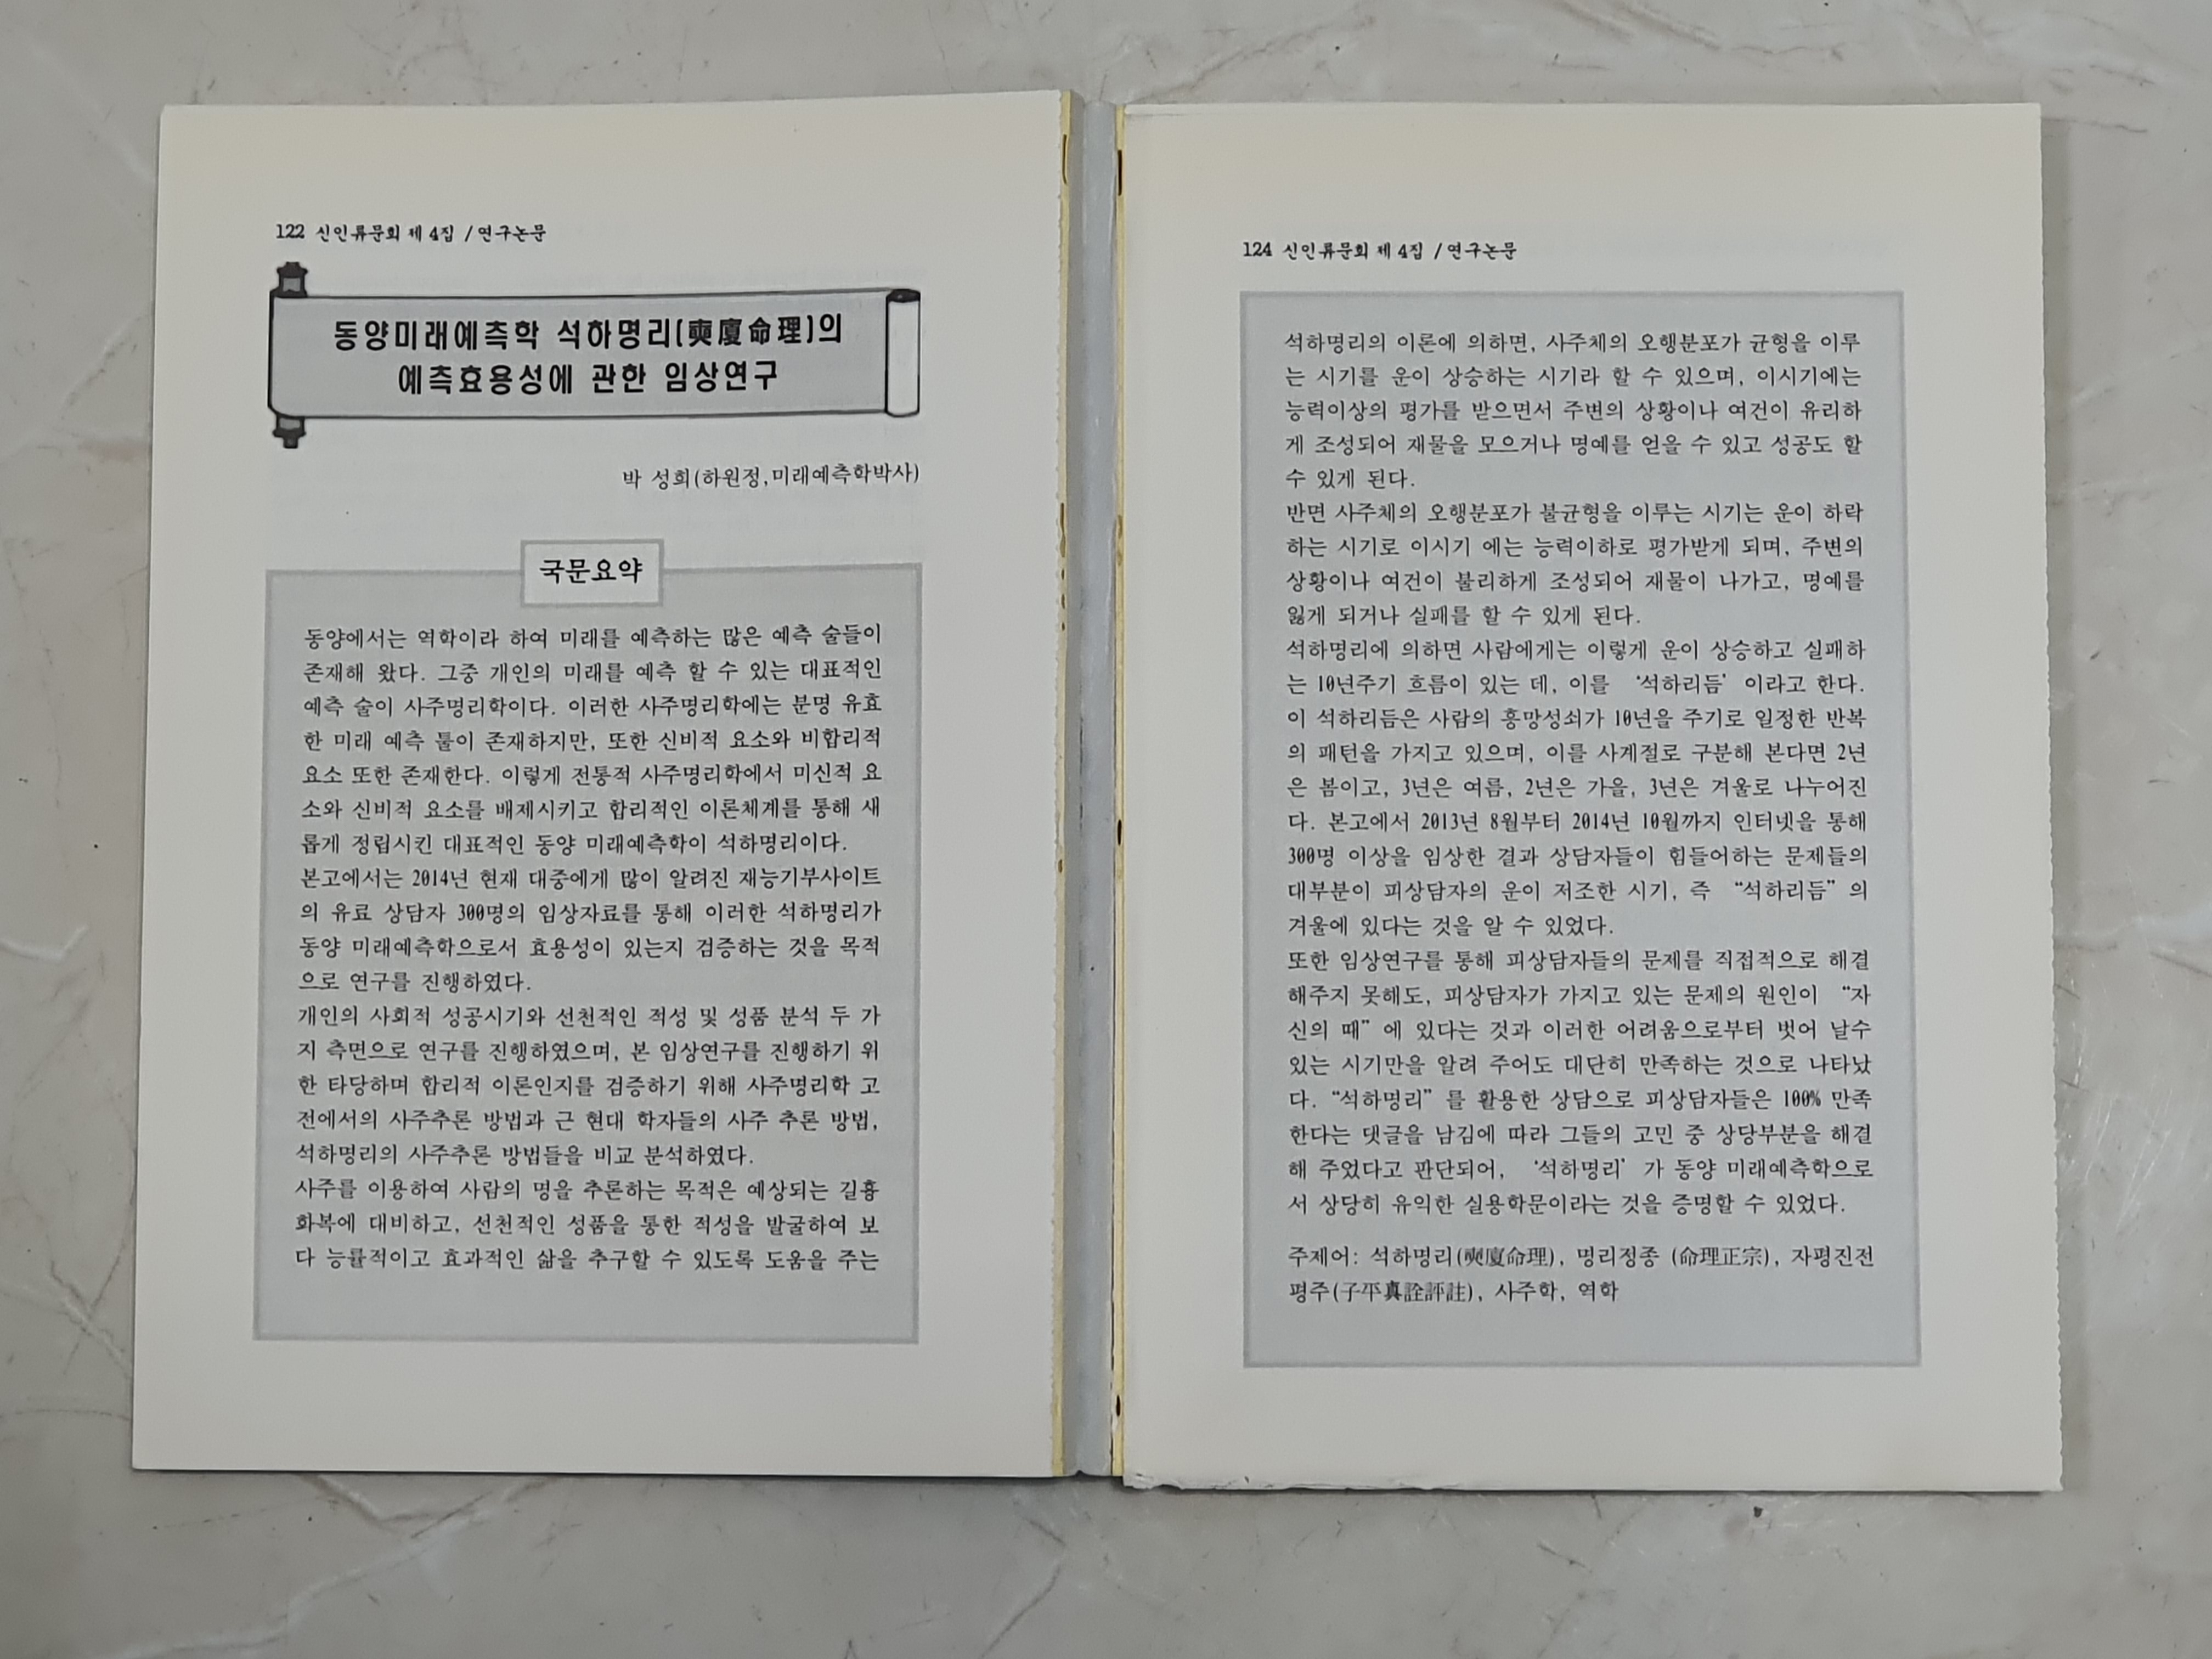 122 신인류문회 제 4집 / 연구논문
동양미래예측학 석하명리(奭廈命理)의
예측효용성에 관한 임상연구
박 성희(하원정,미래예측학박사)
국문요약
동양에서는 역학이라 하여 미래를 예측하는 많은 예측 술들이
존재해 왔다. 그중 개인의 미래를 예측 할 수 있는 대표적인
예측 술이 사주명리학이다. 이러한 사주명리학에는 분명 유효
한 미래 예측 툴이 존재하지만, 또한 신비적 요소와 비합리적
요소 또한 존재한다. 이렇게 전통적 사주명리학에서 미신적 요
소와 신비적 요소를 배제시키고 합리적인 이론체계를 통해 새
롭게 정립시킨 대표적인 동양 미래예측학이 석하명리이다.
본고에서는 2014년 현재 대중에게 많이 알려진 재능기부사이트
의 유료 상담자 300명의 임상자료를 통해 이러한 석하명리가
동양 미래예측학으로서 효용성이 있는지 검증하는 것을 목적
으로 연구를 진행하였다.
개인의 사회적 성공시기와 선천적인 적성 및 성품 분석 두 가
지 측면으로 연구를 진행하였으며, 본 임상연구를 진행하기 위
한 타당하며 합리적 이론인지를 검증하기 위해 사주명리학 고
전에서의 사주추론 방법과 근 현대 학자들의 사주 추론 방법,
석하명리의 사주추론 방법들을 비교 분석하였다.
사주를 이용하여 사람의 명을 추론하는 목적은 예상되는 길흉
화복에 대비하고, 선천적인 성품을 통한 적성을 발굴하여 보
다 능률적이고 효과적인 삶을 추구할 수 있도록 도움을 주는
124 신인류문회 제 4집 / 연구논문
석하명리의 이론에 의하면, 사주체의 오행분포가 균형을 이루
는 시기를 운이 상승하는 시기라 할 수 있으며, 이시기에는
능력이상의 평가를 받으면서 주변의 상황이나 여건이 유리하
게 조성되어 재물을 모으거나 명예를 얻을 수 있고 성공도 할
수 있게 된다.
반면 사주체의 오행분포가 불균형을 이루는 시기는 운이 하락
하는 시기로 이시기 에는 능력이하로 평가받게 되며, 주변의
상황이나 여건이 불리하게 조성되어 재물이 나가고, 명예를
잃게 되거나 실패를 할 수 있게 된다.
석하명리에 의하면 사람에게는 이렇게 운이 상승하고 실패하
는 10년주기 흐름이 있는 데, 이를 ‘석하리듬’ 이라고 한다.
이 석하리듬은 사람의 흥망성쇠가 10년을 주기로 일정한 반복
의 패턴을 가지고 있으며, 이를 사계절로 구분해 본다면 2년
은 봄이고, 3년은 여름, 2년은 가을, 3년은 겨울로 나누어진
다. 본고에서 2013년 8월부터 2014년 10월까지 인터넷을 통해
300명 이상을 임상한 결과 상담자들이 힘들어하는 문제들의
대부분이 피상담자의 운이 저조한 시기, 즉 “석하리듬” 의
겨울에 있다는 것을 알 수 있었다.
또한 임상연구를 통해 피상담자들의 문제를 직접적으로 해결
해주지 못해도, 피상담자가 가지고 있는 문제의 원인이 “자
신의 때” 에 있다는 것과 이러한 어려움으로부터 벗어 날수
있는 시기만을 알려 주어도 대단히 만족하는 것으로 나타났
다. “석하명리” 를 활용한 상담으로 피상담자들은 100% 만족
한다는 댓글을 남김에 따라 그들의 고민 중 상당부분을 해결
해 주었다고 판단되어, ‘석하명리’ 가 동양 미래예측학으로
서 상당히 유익한 실용학문이라는 것을 증명할 수 있었다.
주제어: 석하명리(奭廈命理), 명리정종 (命理正宗), 자평진전
평주(子平真詮評註), 사주학, 역학